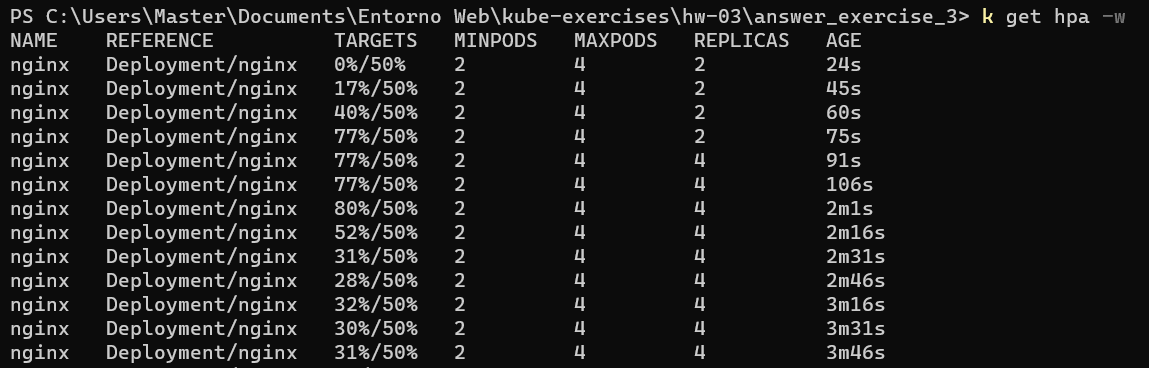 PS C:\Users\Master\Documents\Entorno Web\kube-exercises\hw-03\answer_exercise_3> k get hpa -w
NAME REFERENCE TARGETS MINPODS MAXPODS REPLICAS AGE
nginx Deployment/nginx 0%/50% 2 4 2 24s
nginx Deployment/nginx 17%/50% 2 4 2 45s
nginx Deployment/nginx 40%/50% 2 4 2 60s
nginx Deployment/nginx 77%/50% 2 4 2 75s
nginx Deployment/nginx 77%/50% 2 4 4 91s
nginx Deployment/nginx 77%/50% 2 4 4 106s
nginx Deployment/nginx 80%/50% 2 4 4 2m1s
nginx Deployment/nginx 52%/50% 2 4 4 2m16s
nginx Deployment/nginx 31%/50% 2 4 4 2m31s
nginx Deployment/nginx 28%/50% 2 4 4 2m46s
nginx Deployment/nginx 32%/50% 2 4 4 3m16s
nginx Deployment/nginx 30%/50% 2 4 4 3m31s
nginx Deployment/nginx 31%/50% 2 4 4 3m46s